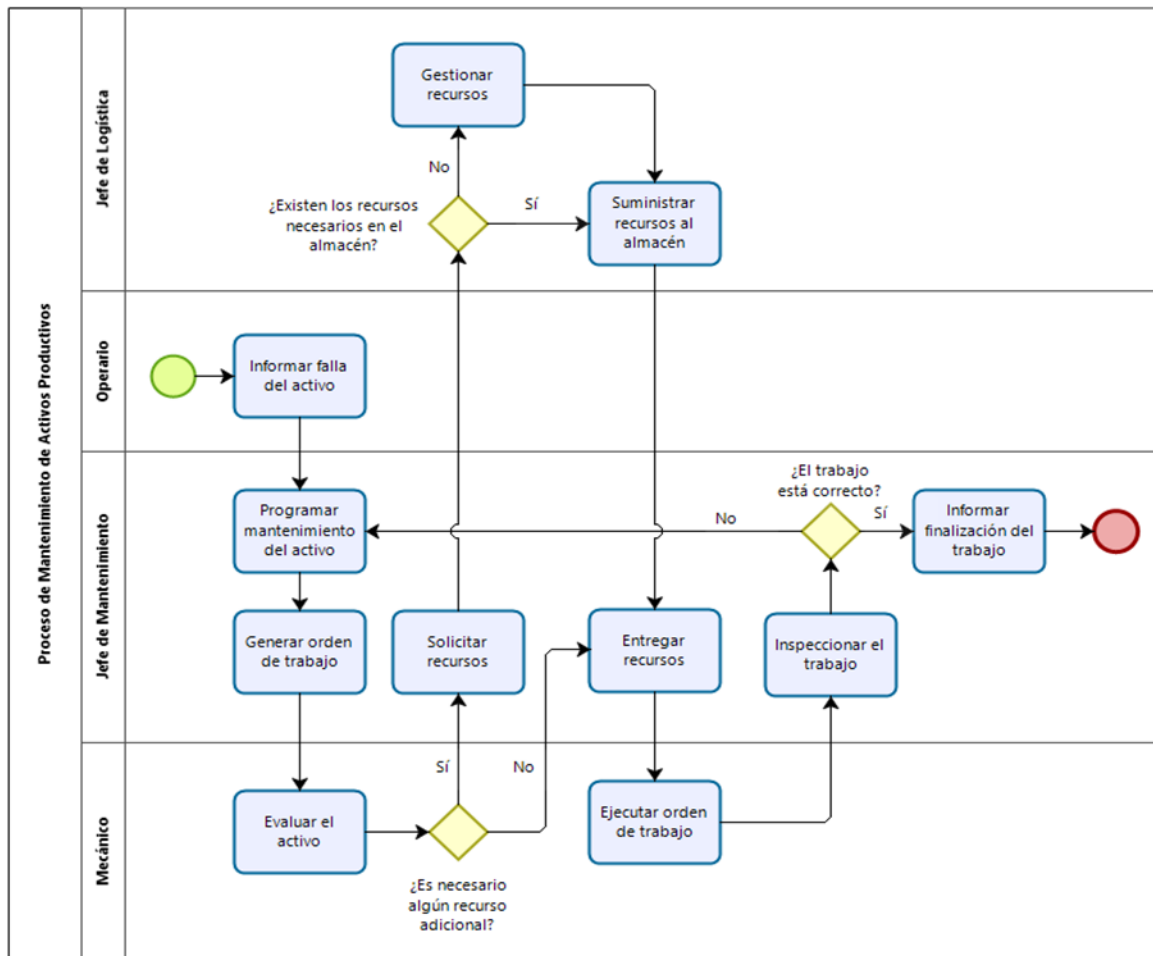 Proceso de Mantenimiento de Activos Productivos
Jefe de Logística
Gestionar
recursos
No
¿Existen los recursos
necesarios en el
almacén?
Sí
Suministrar
recursos al
almacén
Operario
Informar falla
del activo
Jefe de Mantenimiento
Programar
mantenimiento
del activo
No
¿El trabajo
está correcto?
Sí
Informar
finalización del
trabajo
Generar orden
de trabajo
Solicitar
recursos
Entregar
recursos
Inspeccionar el
trabajo
Mecánico
Sí
No
Evaluar el
activo
¿Es necesario
algún recurso
adicional?
Ejecutar orden
de trabajo